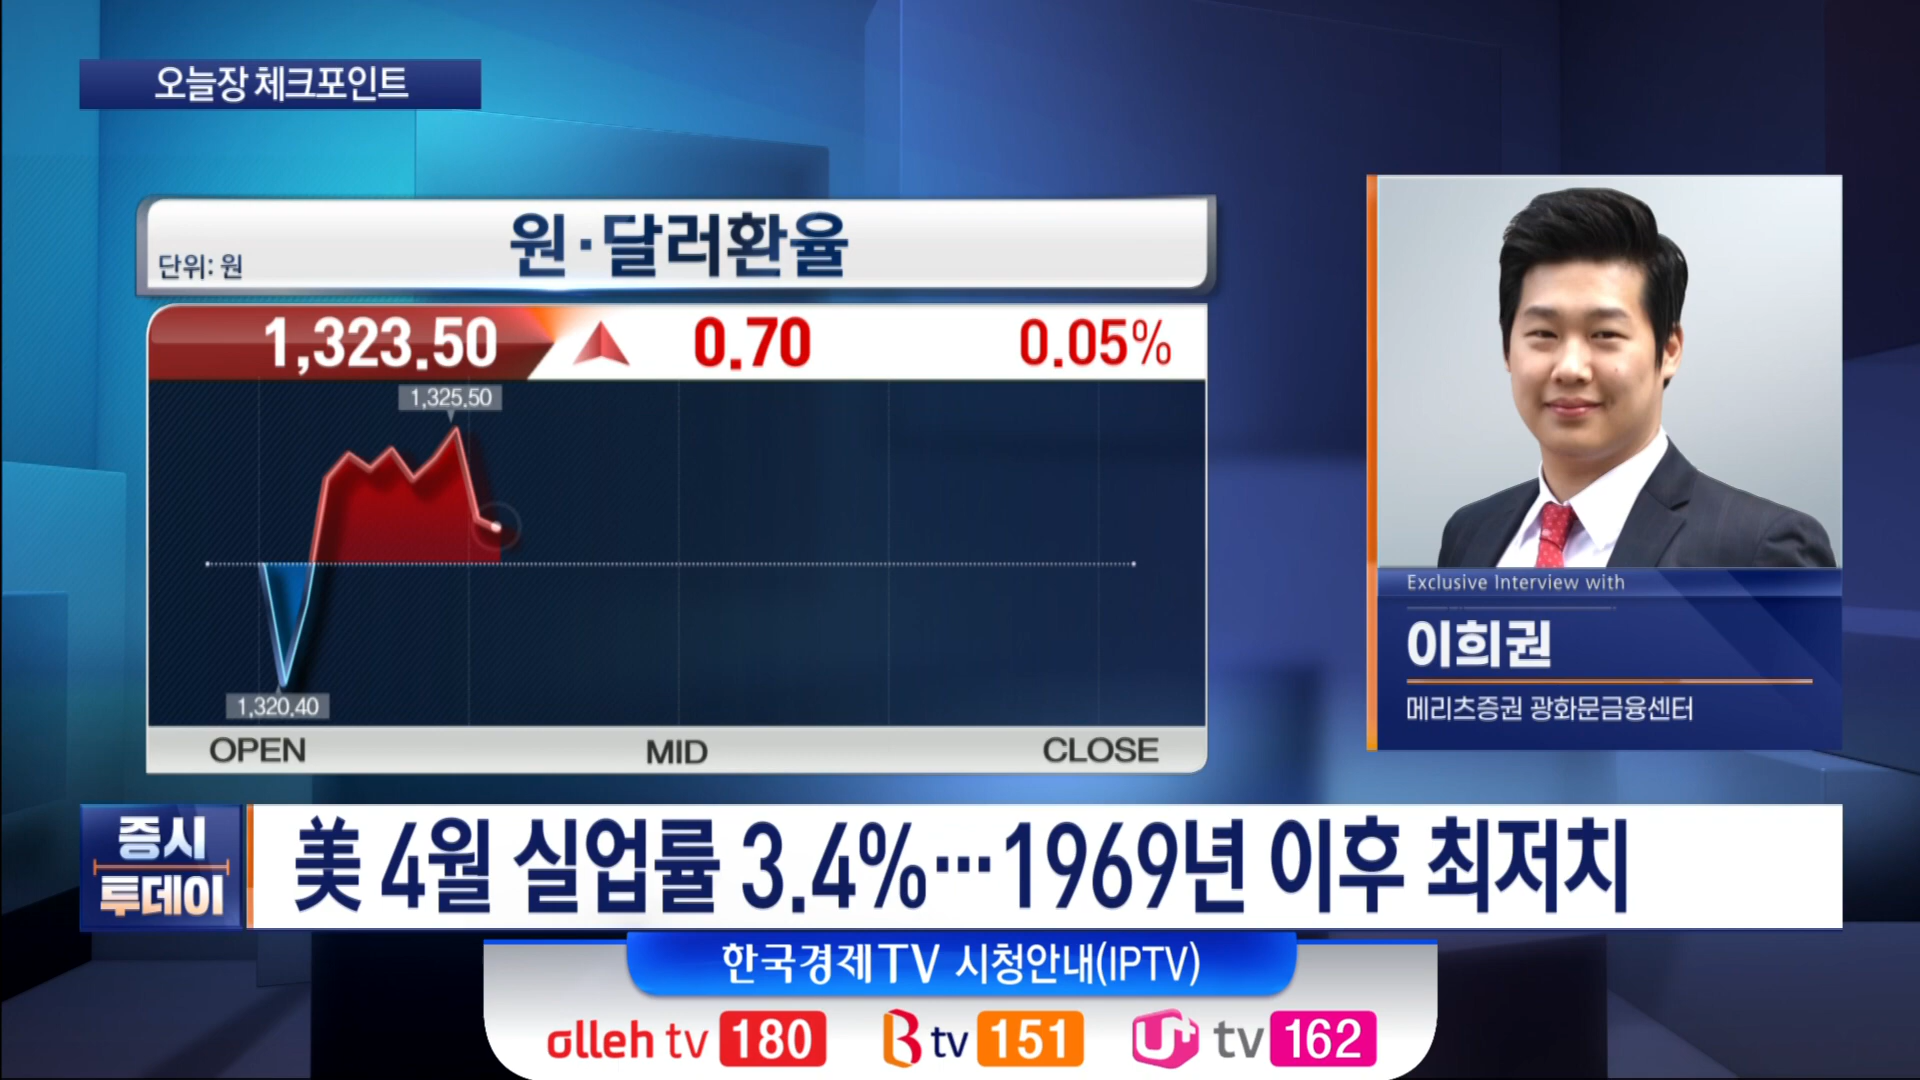 오늘장 체크포인트
원·달러환율
단위: 원
1,323.50 0.70 0.05%
1,325.50
1,320.40
OPEN MID CLOSE
Exclusive Interview with
이희권
메리츠증권 광화문금융센터
증시
투데이
美 4월 실업률 3.4%…1969년 이후 최저치
한국경제TV 시청안내(IPTV)
olleh tv 180 B tv 151 U+ tv 162